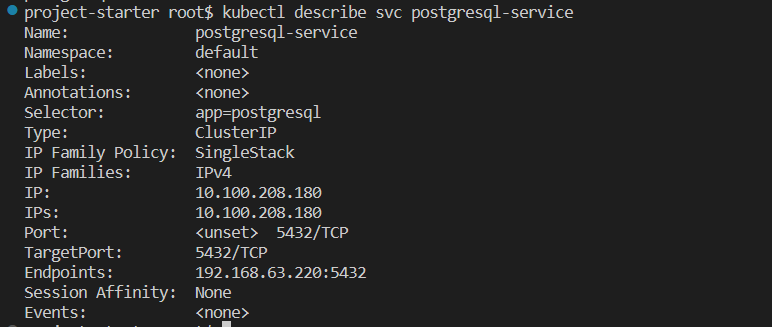 project-starter root$ kubectl describe svc postgresql-service
Name:              postgresql-service
Namespace:         default
Labels:            <none>
Annotations:       <none>
Selector:          app=postgresql
Type:              ClusterIP
IP Family Policy:  SingleStack
IP Families:       IPv4
IP:                10.100.208.180
IPs:               10.100.208.180
Port:              <unset>  5432/TCP
TargetPort:        5432/TCP
Endpoints:         192.168.63.220:5432
Session Affinity:  None
Events:            <none>